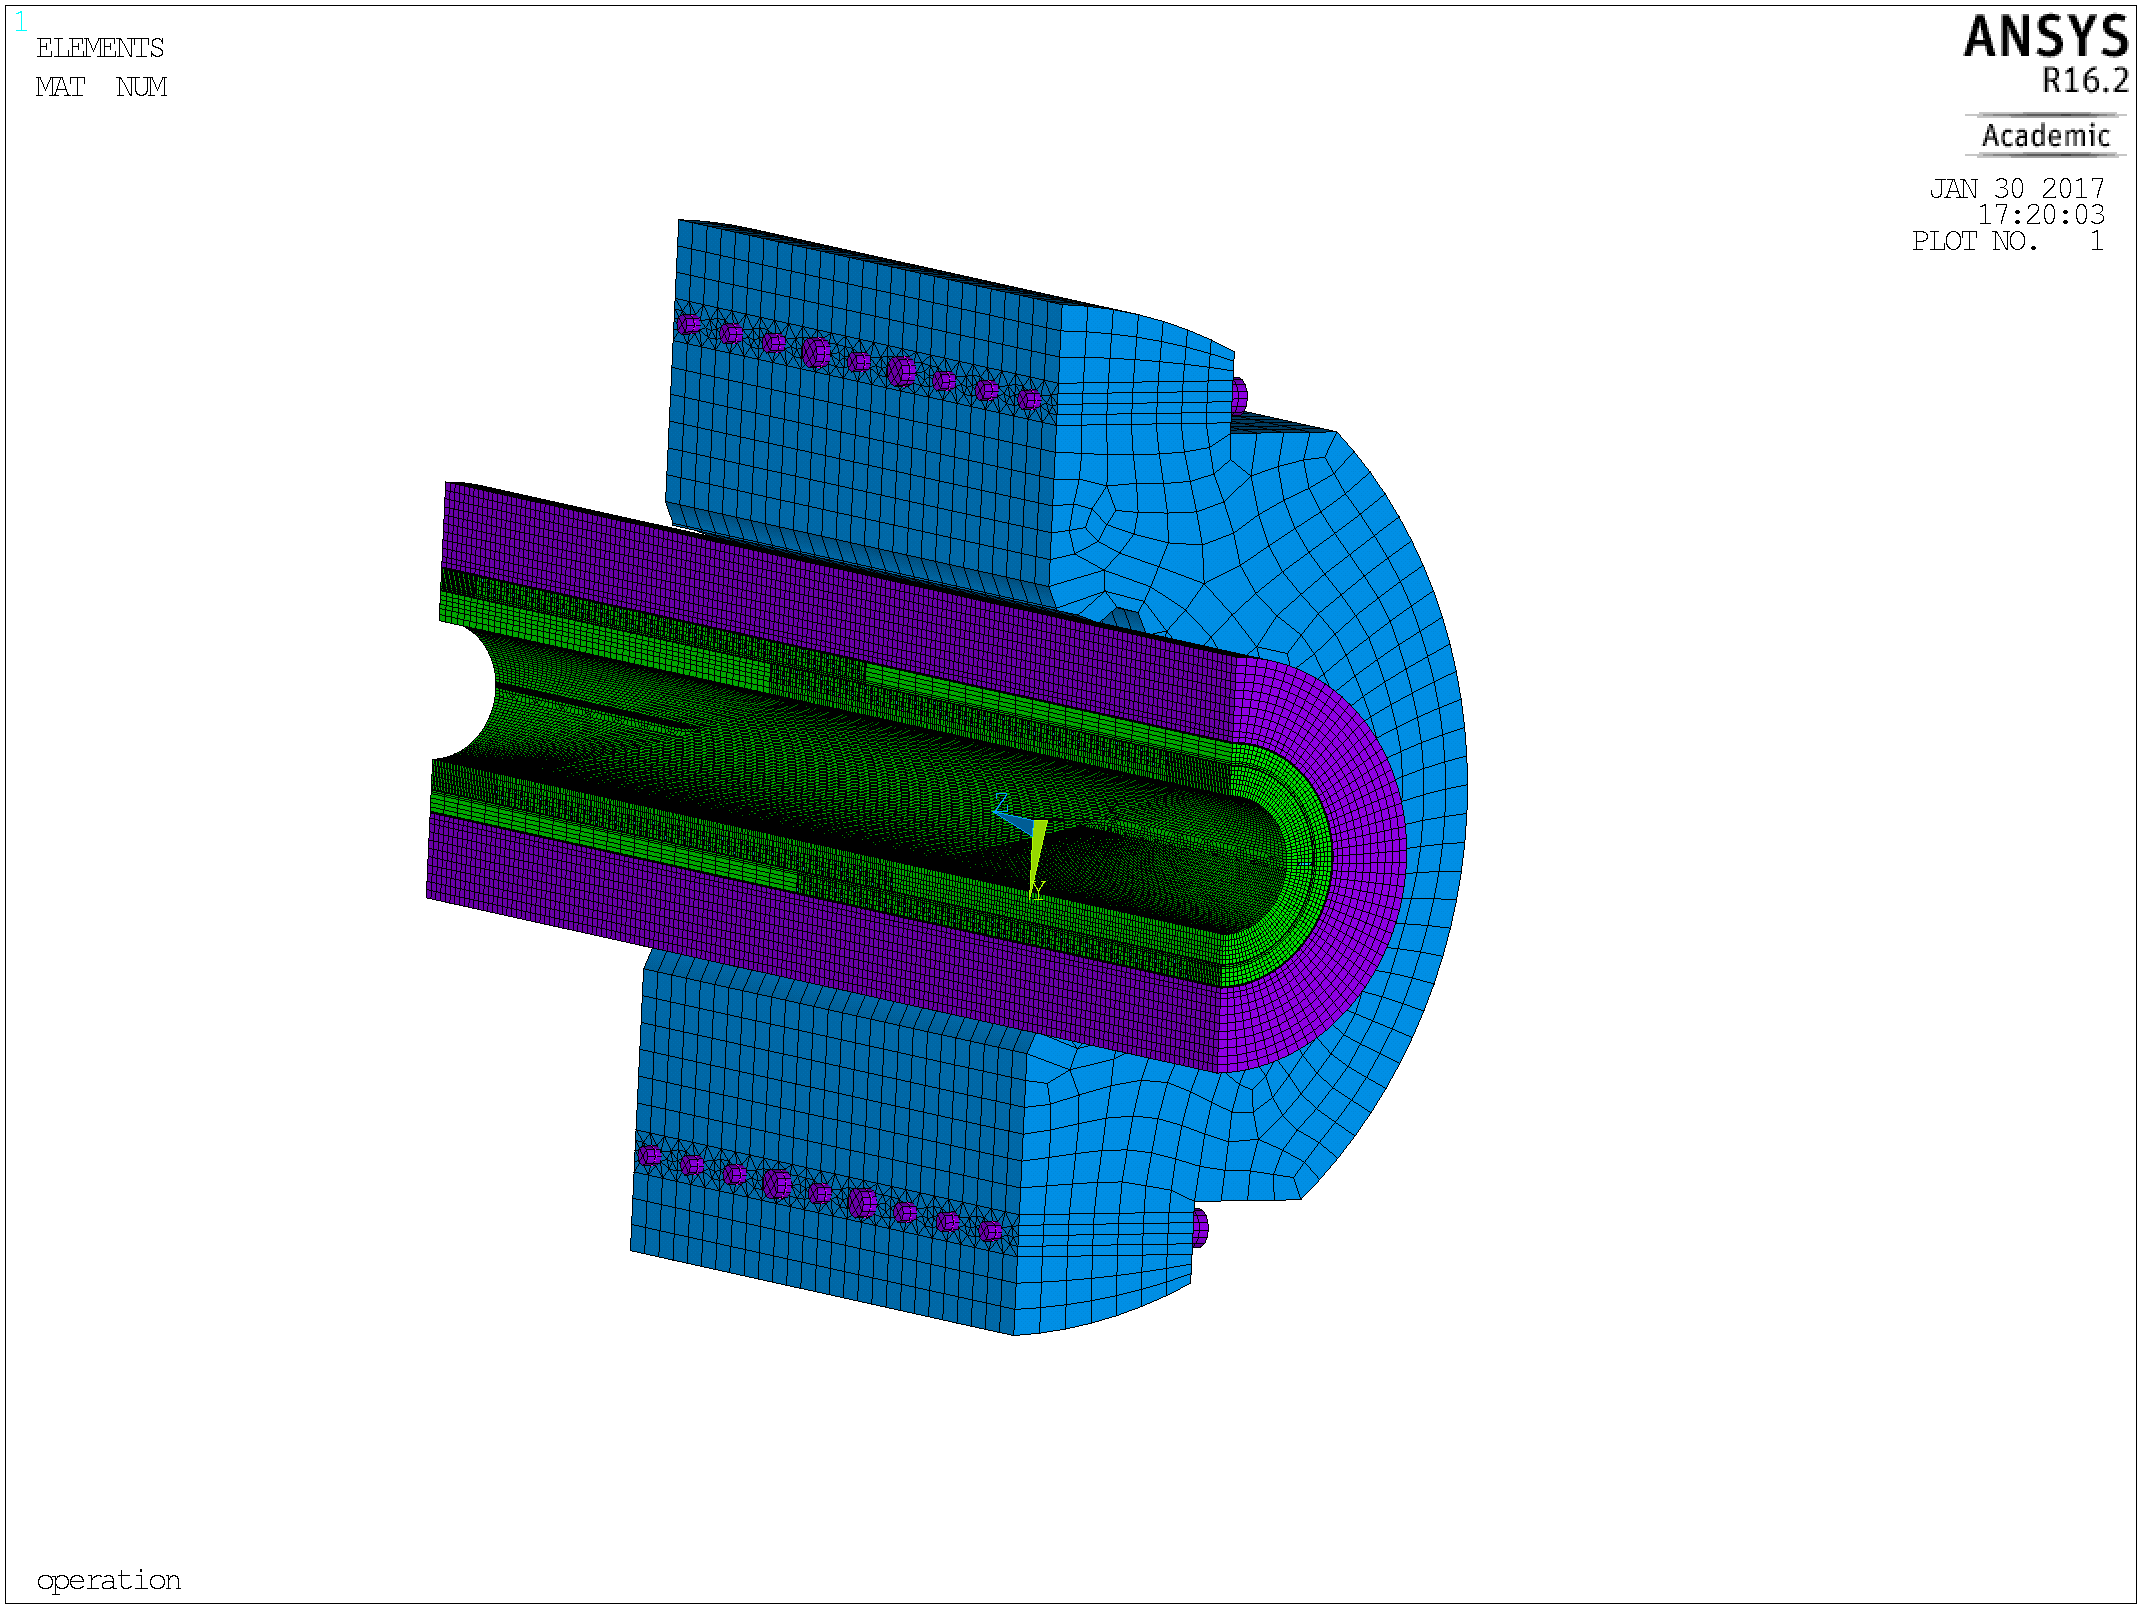 1
ELEMENTS
MAT NUM
ANSYS
R16.2
Academic
JAN 30 2017
17:20:03
PLOT NO. 1
Z
Y
operation